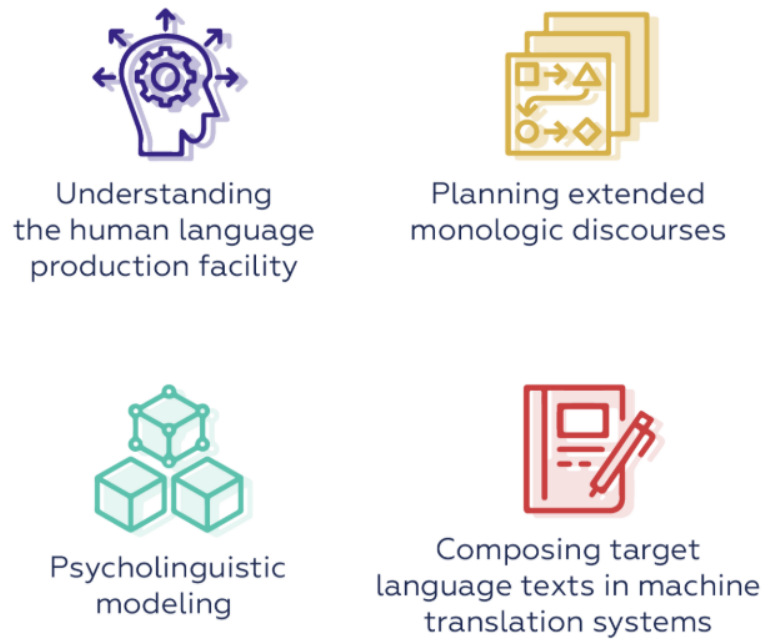 Understanding
the human language
production facility
Planning extended
monologic discourses
Psycholinguistic
modeling
Composing target
language texts in machine
translation systems